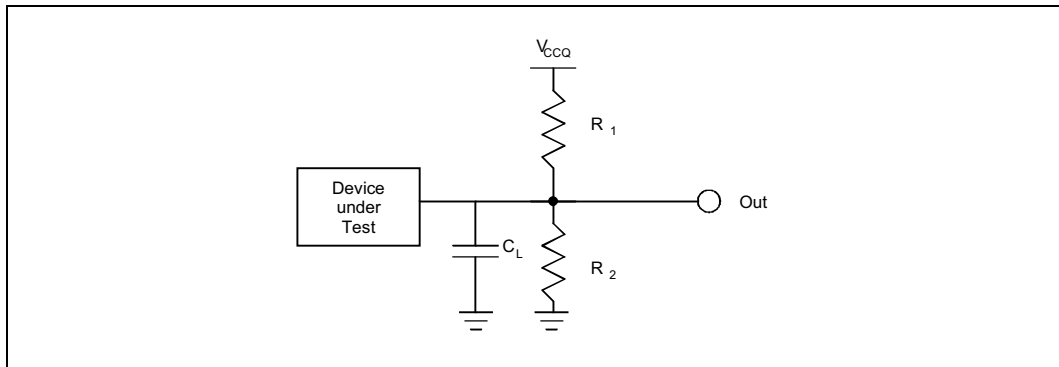 VCCQ
R 1
Device
under
Test
Out
CL
R 2